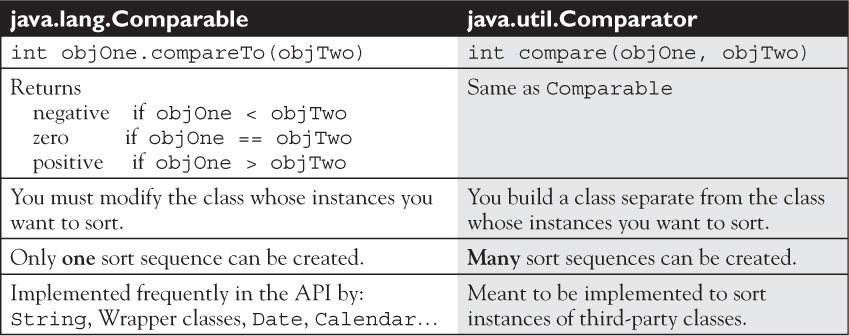 java.lang.Comparable
java.util.Comparator
int objOne.compareTo(objTwo)
int compare(objOne, objTwo)
Returns
negative if objOne < objTwo
zero if objOne == objTwo
positive if objOne > objTwo
Same as Comparable
You must modify the class whose instances you
want to sort.
You build a class separate from the class
whose instances you want to sort.
Only one sort sequence can be created.
Many sort sequences can be created.
Implemented frequently in the API by:
String, Wrapper classes, Date, Calendar...
Meant to be implemented to sort
instances of third-party classes.